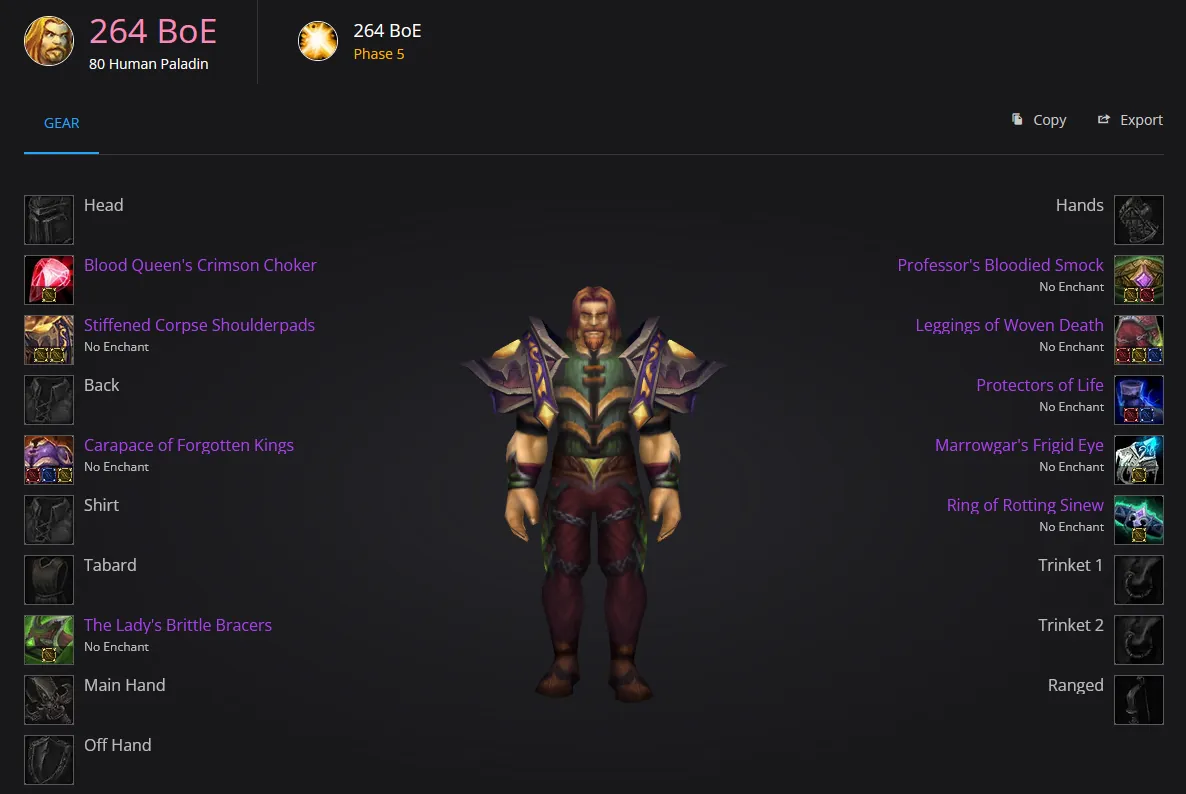 264 BoE
80 Human Paladin
264 BoE
Phase 5
GEAR
Copy
Export
Head
Blood Queen's Crimson Choker
Stiffened Corpse Shoulderpads
No Enchant
Back
Carapace of Forgotten Kings
No Enchant
Shirt
Tabard
The Lady's Brittle Bracers
No Enchant
Main Hand
Off Hand
Hands
Professor's Bloodied Smock
No Enchant
Leggings of Woven Death
No Enchant
Protectors of Life
No Enchant
Marrowgar's Frigid Eye
No Enchant
Ring of Rotting Sinew
No Enchant
Trinket 1
Trinket 2
Ranged